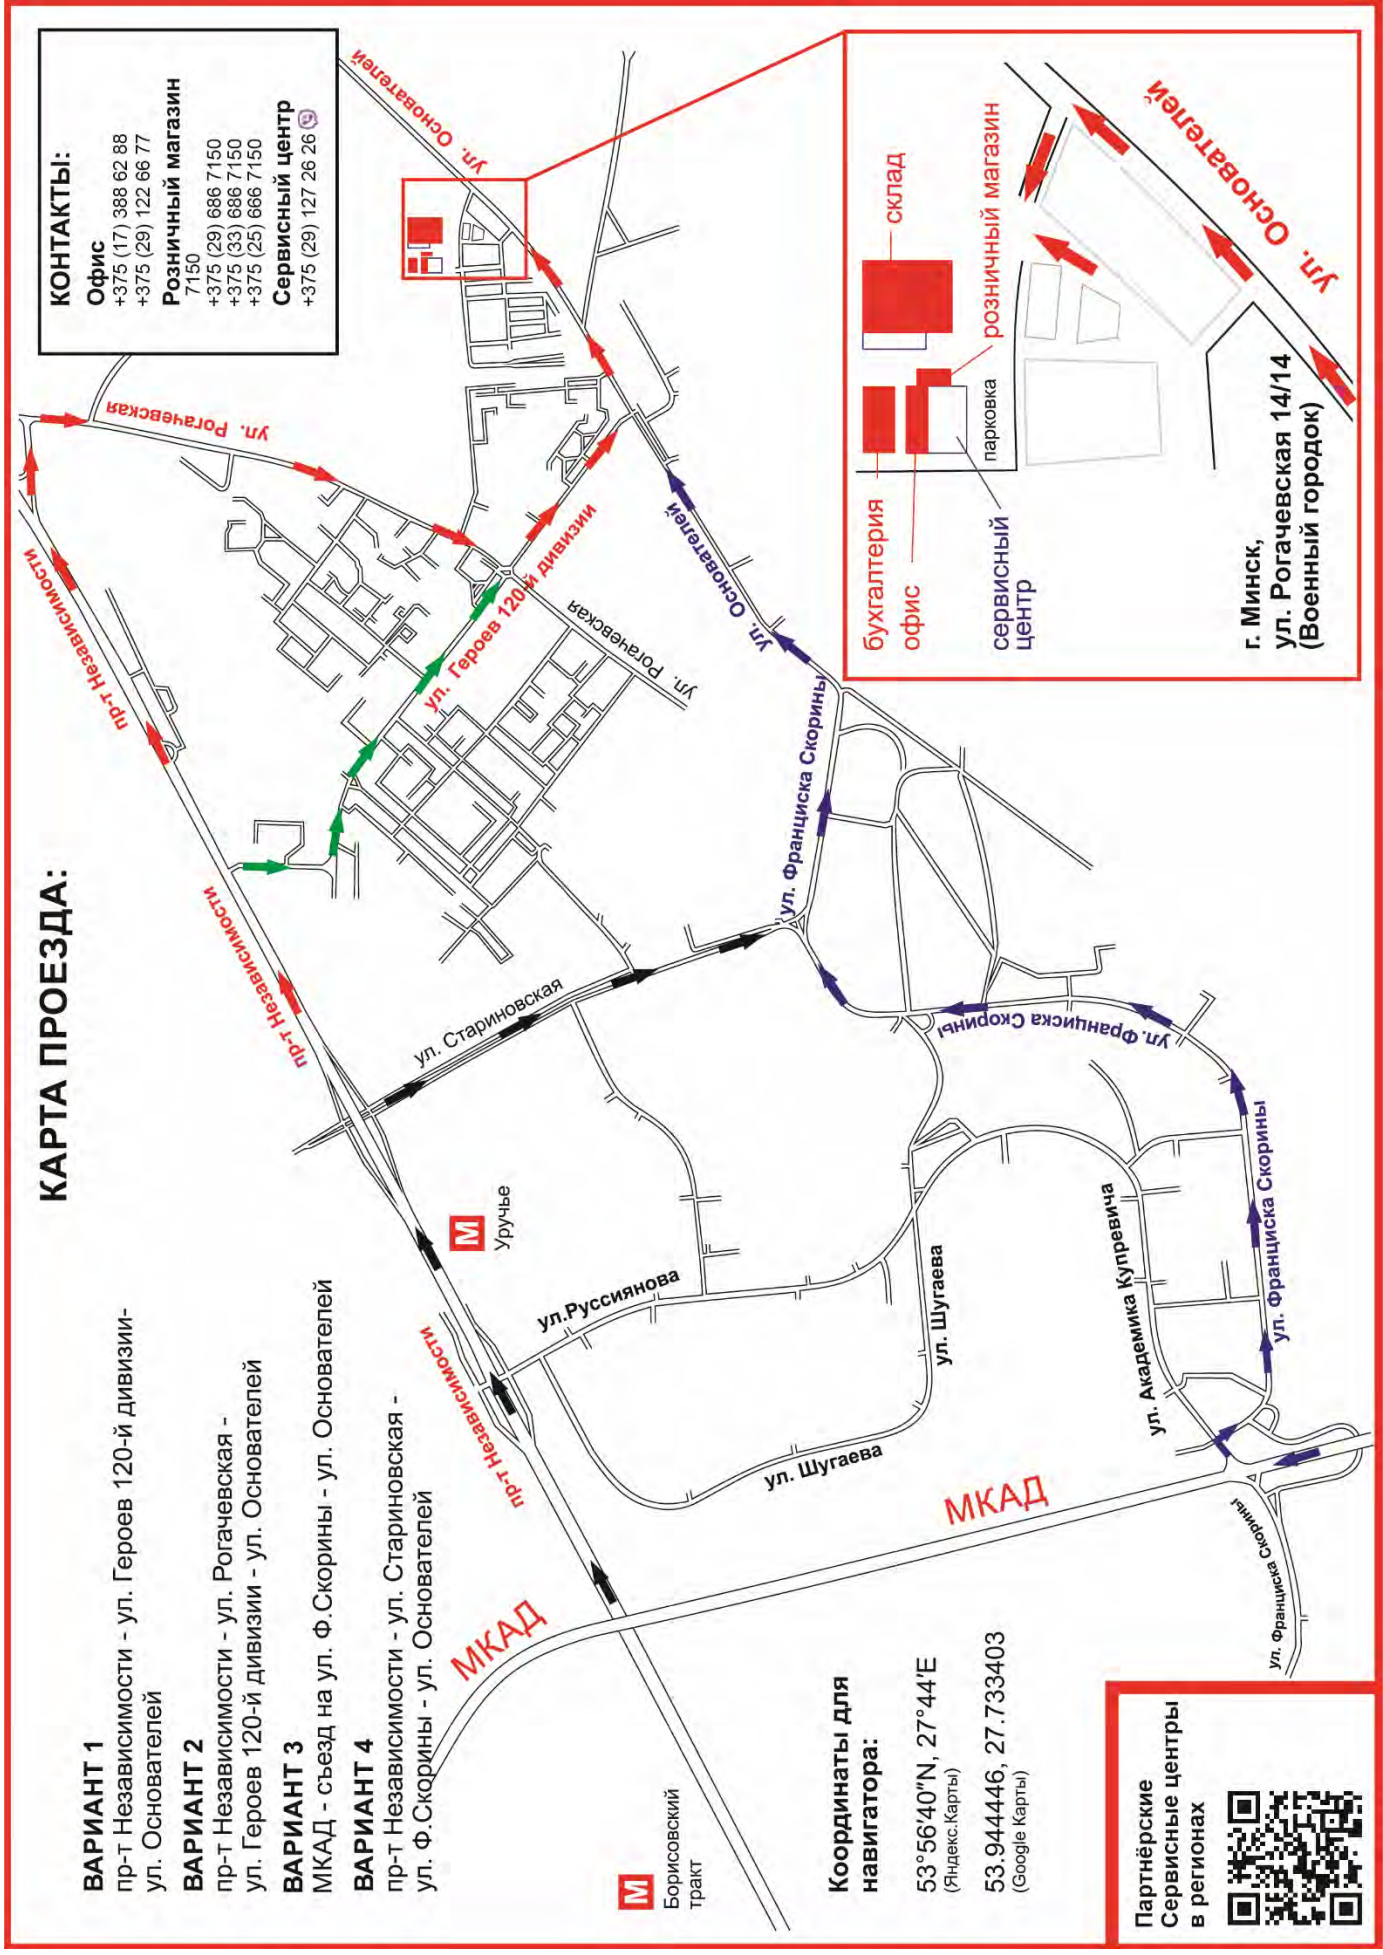 КАРТА ПРОЕЗДА:
ВАРИАНТ 1
пр-т Независимости - ул. Героев 120-й дивизии-
ул. Основателей
ВАРИАНТ 2
пр-т Независимости - ул. Рогачевская -
ул. Героев 120-й дивизии - ул. Основателей
ВАРИАНТ 3
МКАД - съезд на ул. Ф.Скорины - ул. Основателей
ВАРИАНТ 4
пр-т Независимости - ул. Стариновская -
ул. Ф.Скорины - ул. Основателей
КОНТАКТЫ:
Офис
+375 (17) 388 62 88
+375 (29) 122 66 77
Розничный магазин
7150
+375 (29) 686 7150
+375 (33) 686 7150
+375 (25) 666 7150
Сервисный центр
+375 (29) 127 26 26
М
Борисовский
тракт
МКАД
МКАД
пр-т Независимости
пр-т Независимости
пр-т Независимости
пр-т Независимости
М
Уручье
ул.Руссиянова
ул. Шугаева
ул. Шугаева
ул. Академика Купревича
ул. Стариновская
ул. Франциска Скорины
ул. Франциска Скорины
ул. Франциска Скорины
ул. Франциска Скорины
ул. Рогачевская
ул. Рогачевская
ул. Героев 120-й дивизии
ул. Основателей
ул. Основателей
бухгалтерия
офис
сервисный
центр
парковка
розничный магазин
склад
ул. Основателей
г. Минск,
ул. Рогачевская 14/14
(Военный городок)
Координаты для
навигатора:
53°56'40"N, 27°44'E
(Яндекс.Карты)
53.944446, 27.733403
(Google Карты)
Партнёрские
Сервисные центры
в регионах